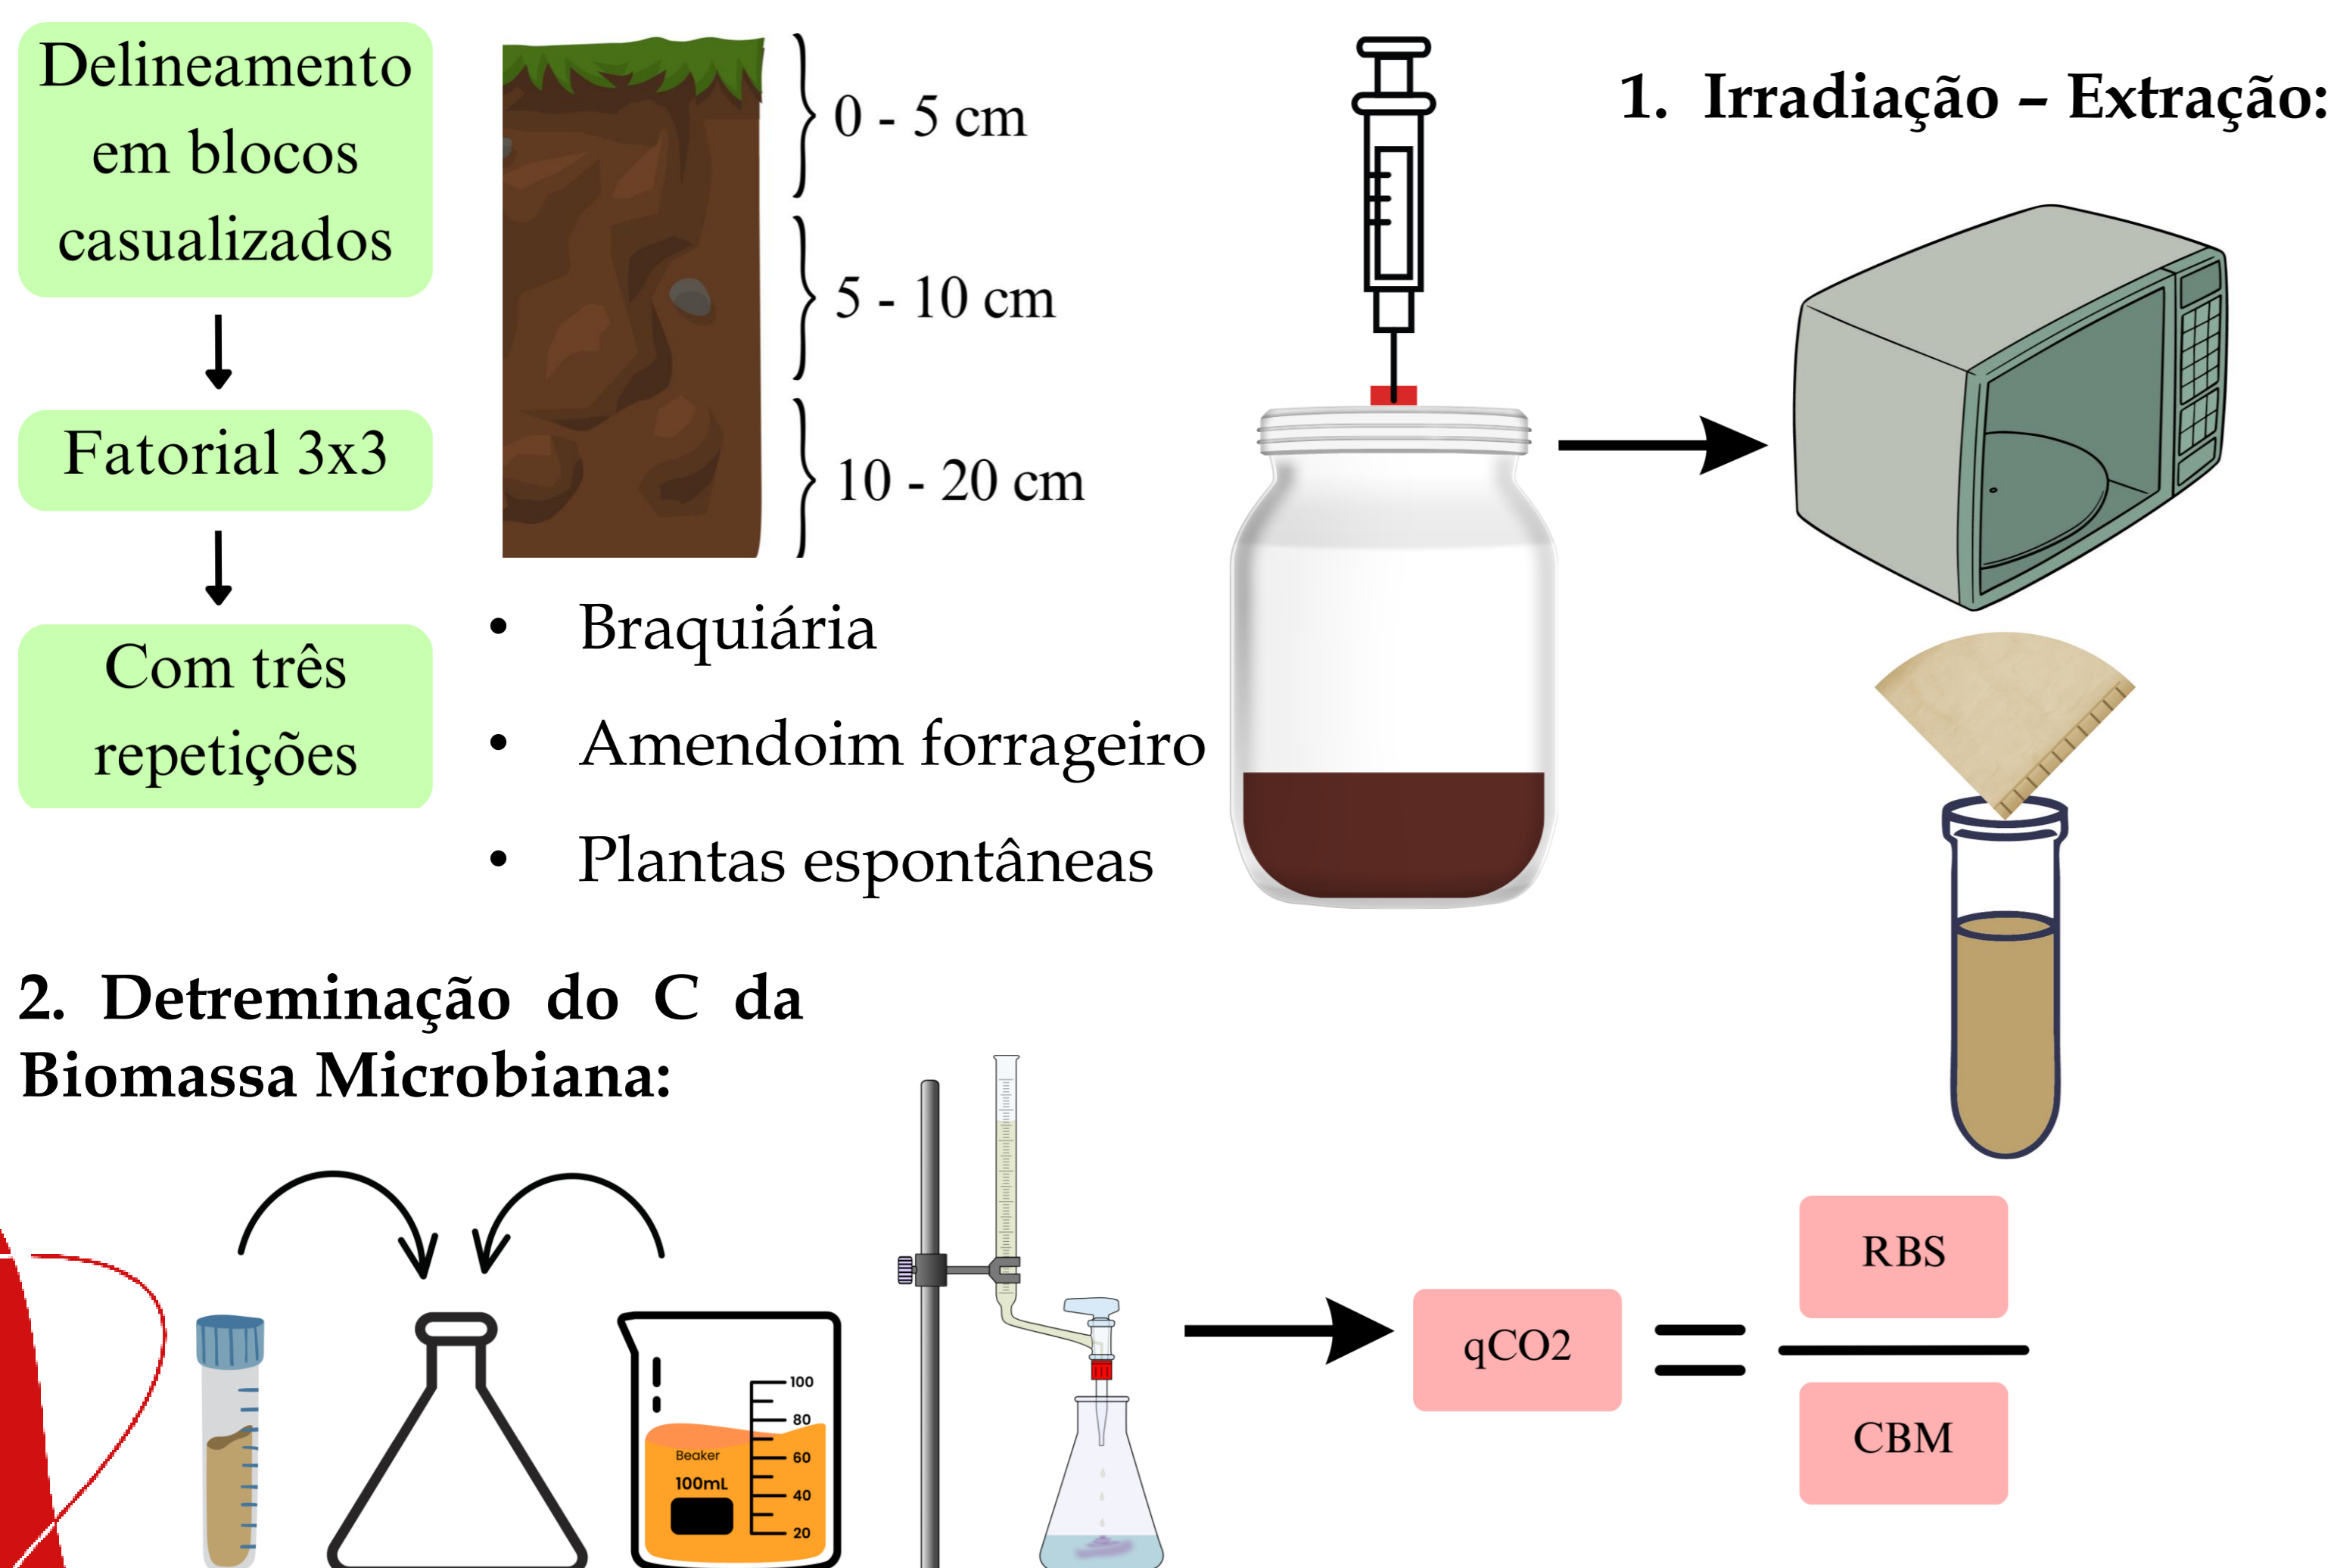 Delineamento
em blocos
casualizados
Fatorial 3x3
Com três
repetições
0 - 5 cm
5 - 10 cm
10 - 20 cm
• Braquiária
• Amendoim forrageiro
• Plantas espontâneas
1. Irradiação – Extração:
2. Detreminação do C da
Biomassa Microbiana:
Beaker
100mL
100
80
60
40
20
qCO2
RBS
CBM